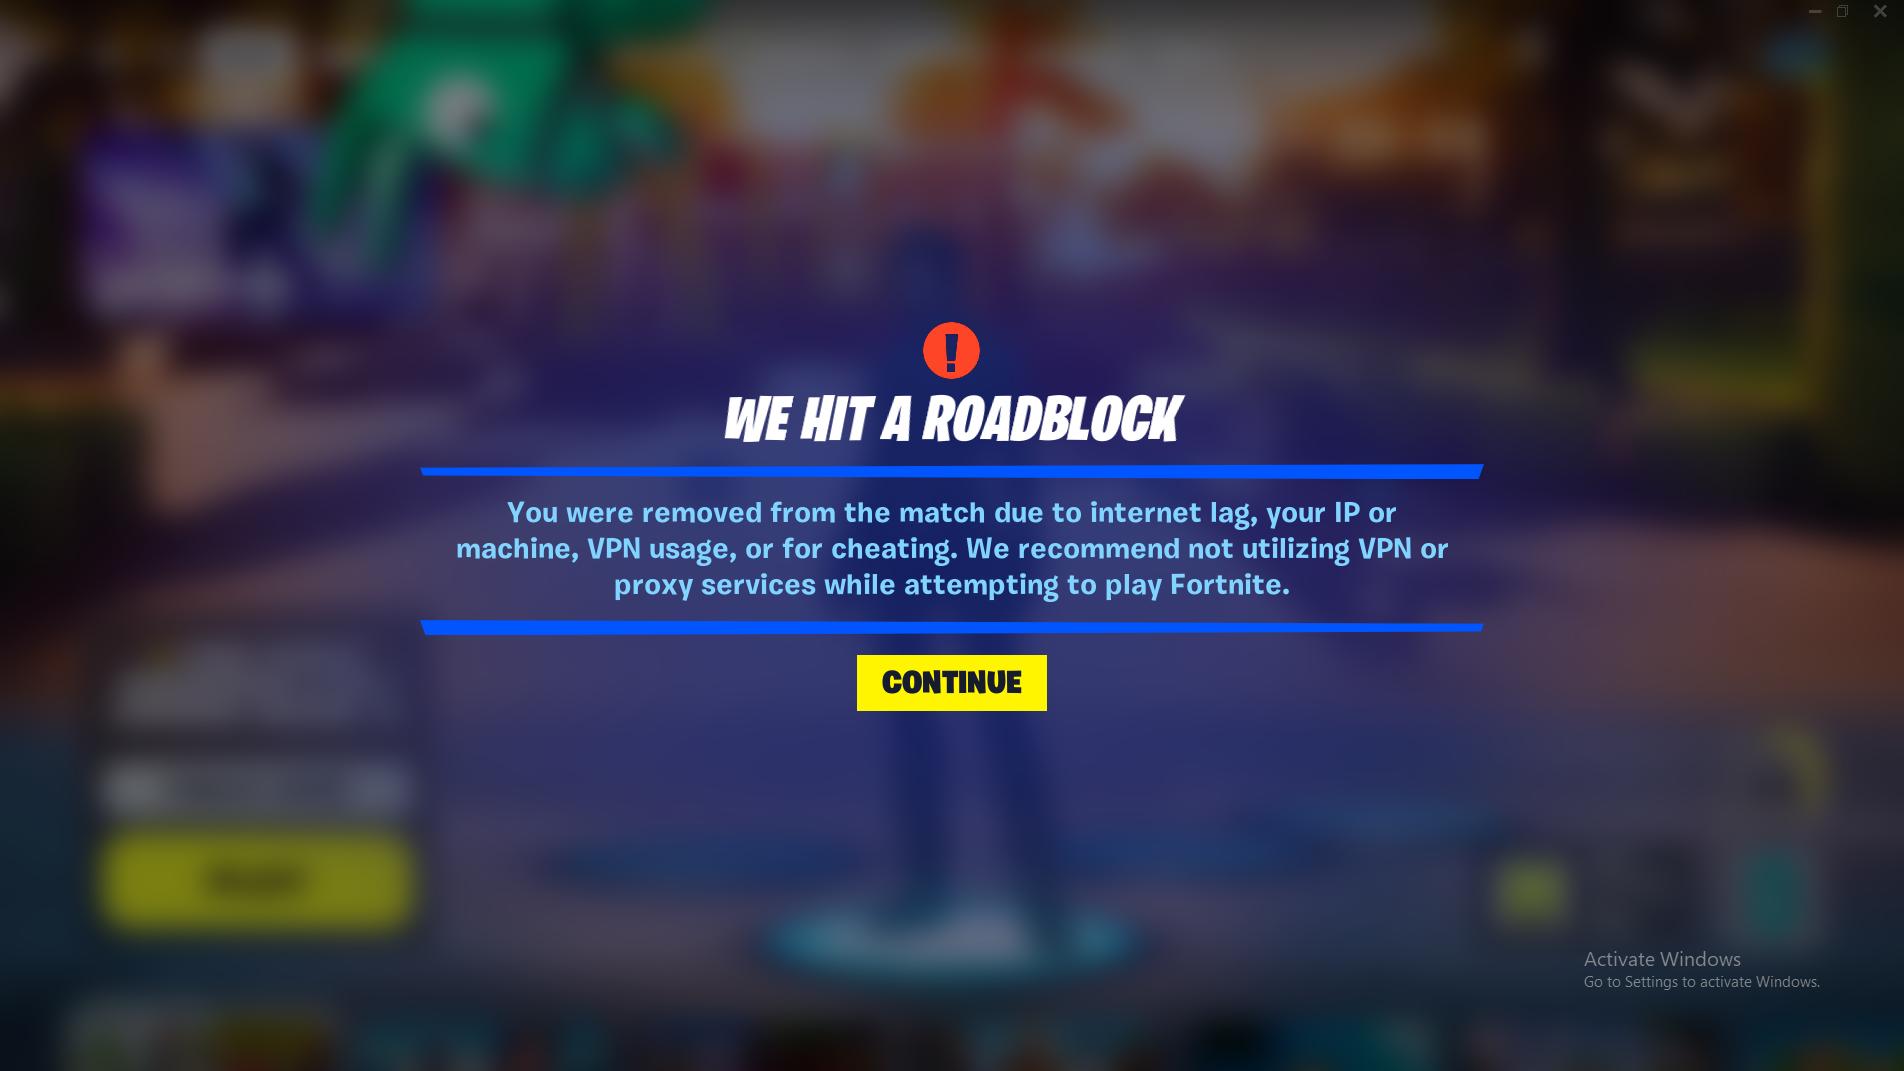 WE HIT A ROADBLOCK
You were removed from the match due to internet lag, your IP or
machine, VPN usage, or for cheating. We recommend not utilizing VPN or
proxy services while attempting to play Fortnite.
CONTINUE
Activate Windows
Go to Settings to activate Windows.